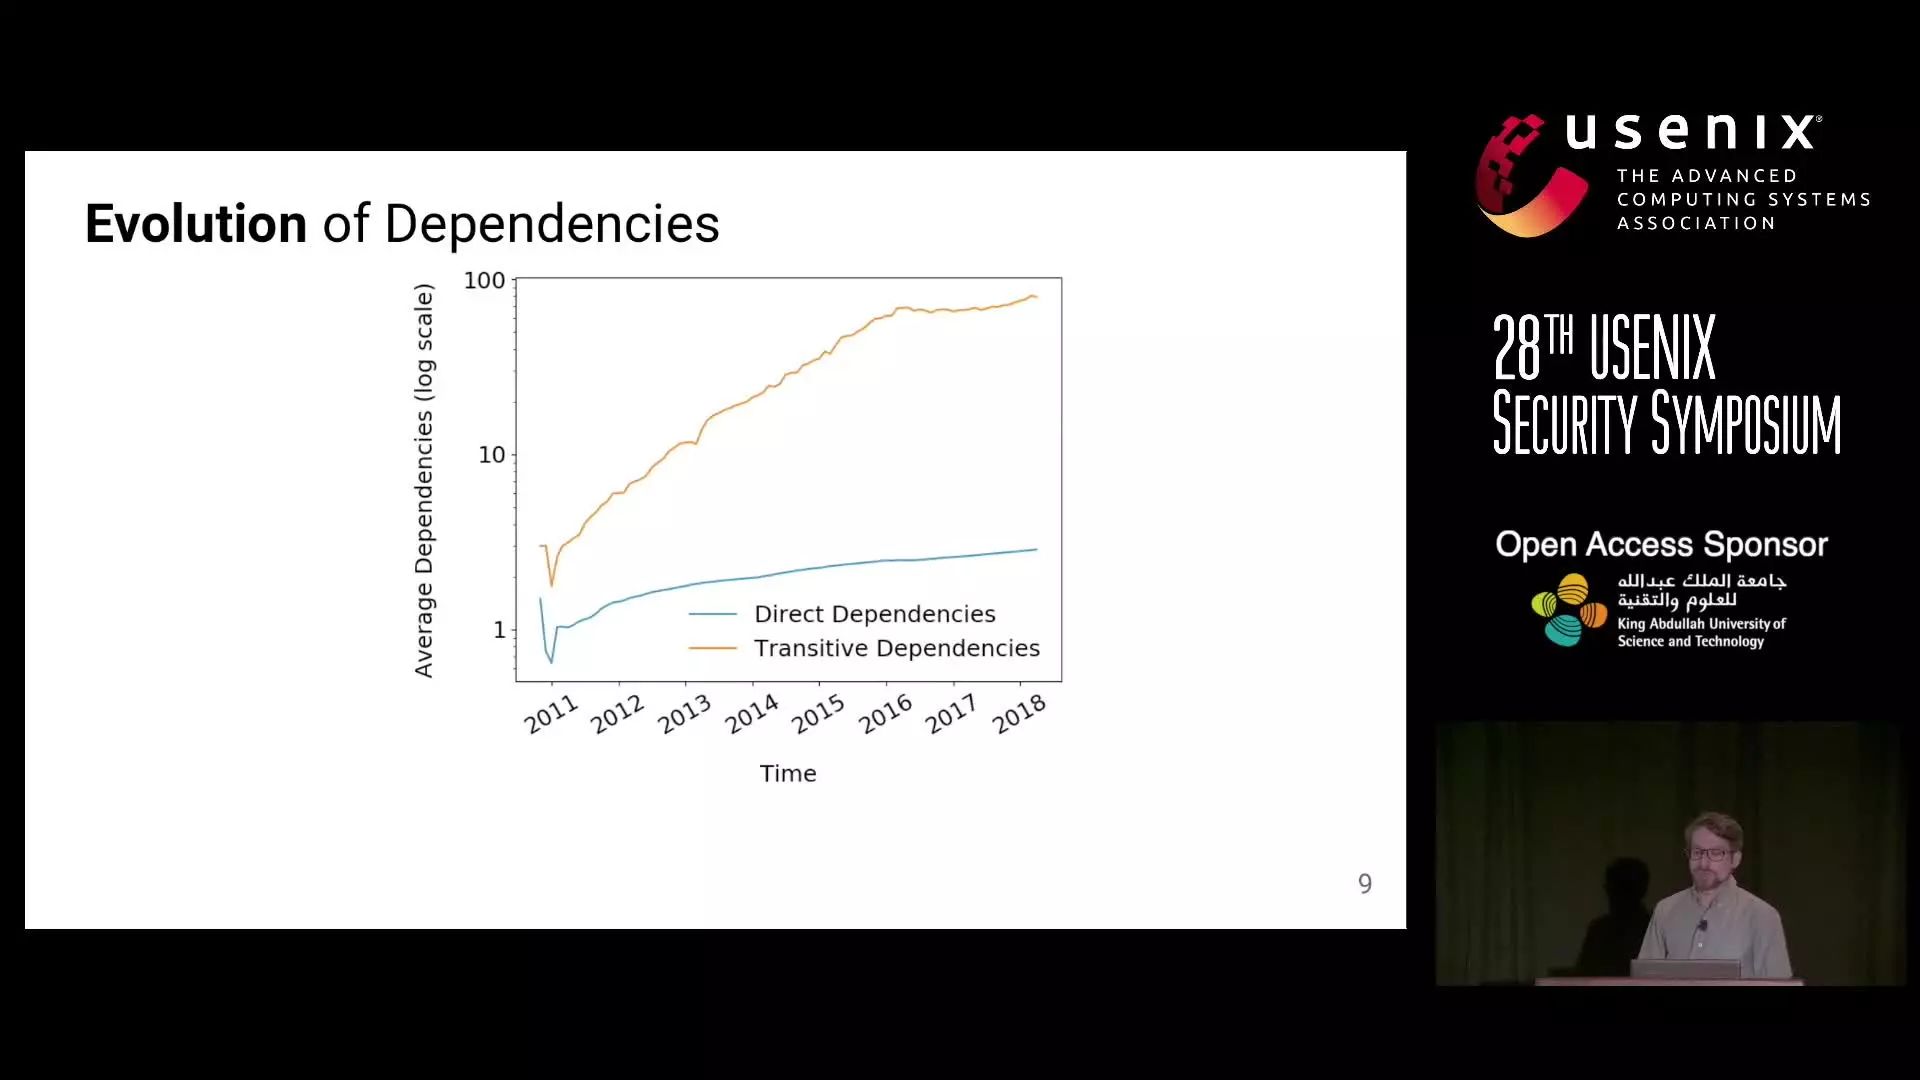 Evolution of Dependencies
Average Dependencies (log scale)
100
10
1
Direct Dependencies
Transitive Dependencies
2011 2012 2013 2014 2015 2016 2017 2018
Time
9
usenix®
THE ADVANCED
COMPUTING SYSTEMS
ASSOCIATION
28TH USENIX
SECURITY SYMPOSIUM
Open Access Sponsor
جامعة الملك عبدالله
للعلوم والتقنية
King Abdullah University of
Science and Technology